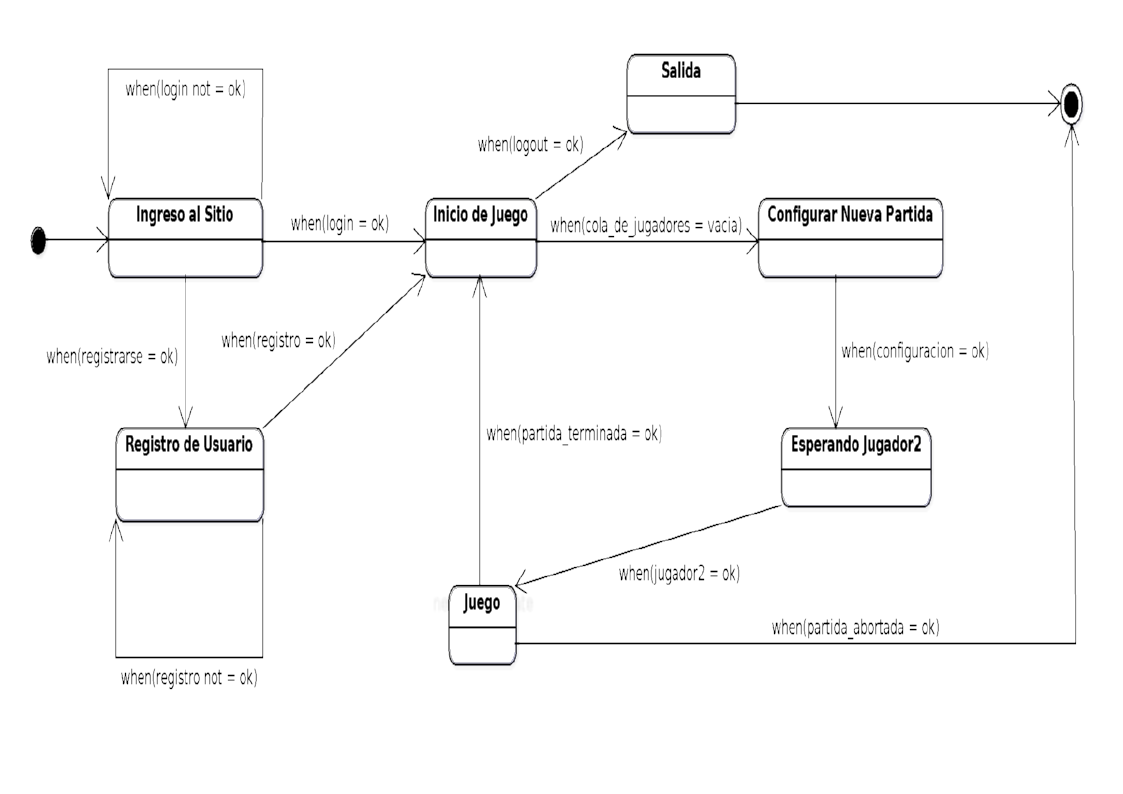 Salida
when(login not = ok)
when(logout = ok)
Ingreso al Sitio
Inicio de Juego
Configurar Nueva Partida
when(login = ok)
when(cola_de_jugadores = vacia)
when(registrarse = ok)
when(registro = ok)
when(configuracion = ok)
Registro de Usuario
when(partida_terminada = ok)
Esperando Jugador2
when(jugador2 = ok)
Juego
when(partida_abortada = ok)
when(registro not = ok)